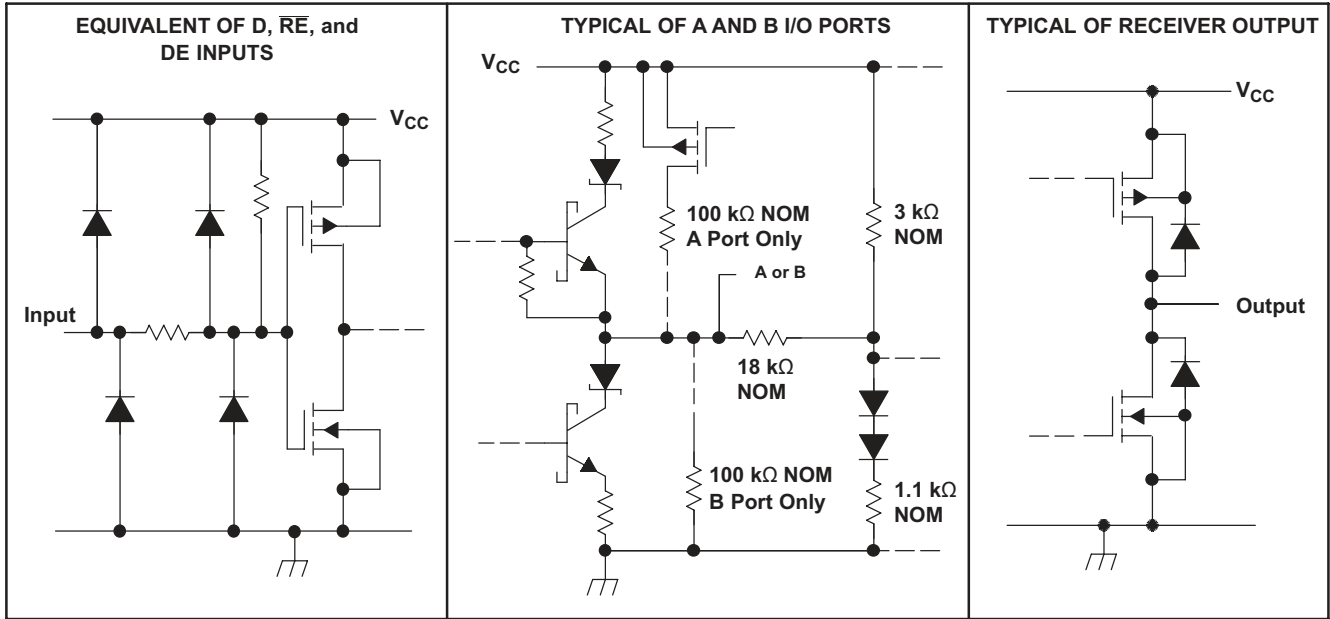 EQUIVALENT OF D, R̅E̅, and
DE INPUTS
VCC
Input
TYPICAL OF A AND B I/O PORTS
VCC
100 kΩ NOM
A Port Only
3 kΩ
NOM
A or B
18 kΩ
NOM
100 kΩ NOM
B Port Only
1.1 kΩ
NOM
TYPICAL OF RECEIVER OUTPUT
VCC
Output